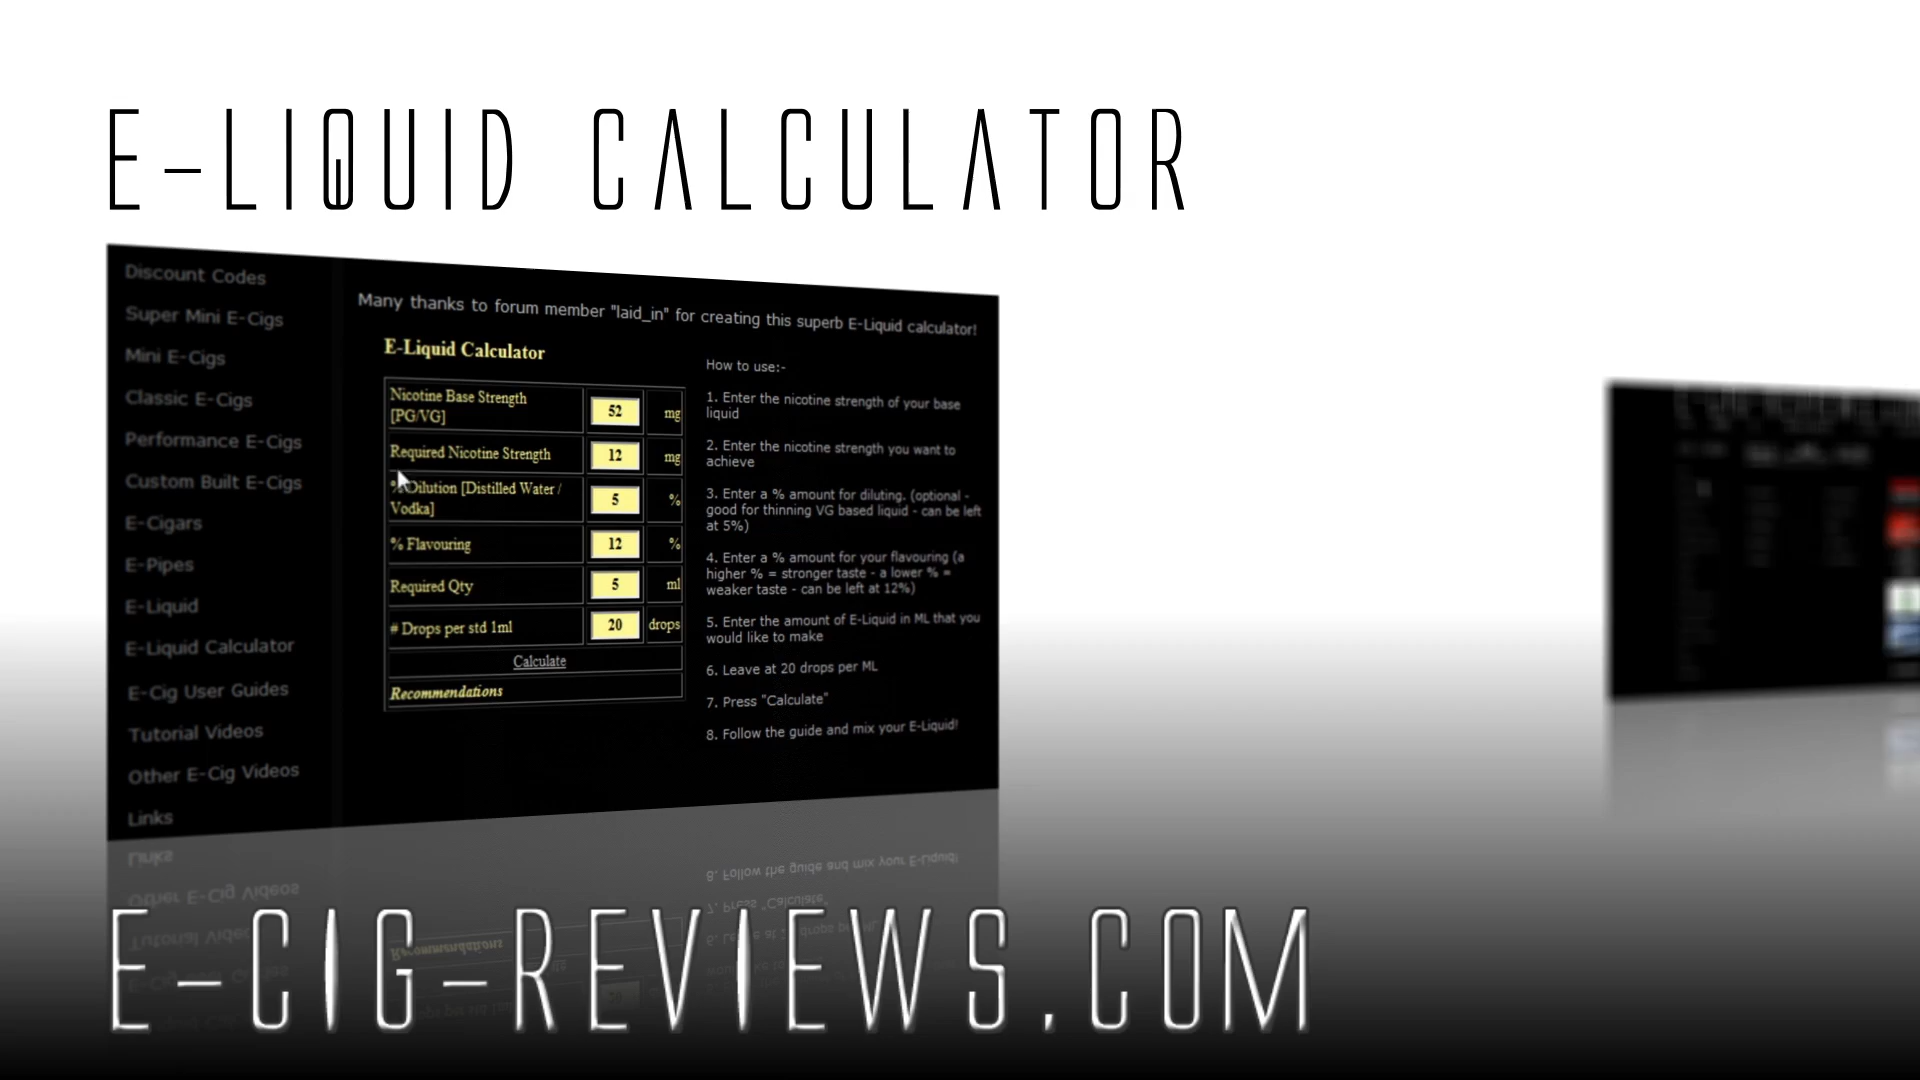 E-LIQUID CALCULATOR
Discount Codes
Super Mini E-Cigs
Mini E-Cigs
Classic E-Cigs
Performance E-Cigs
Custom Built E-Cigs
E-Cigars
E-Pipes
E-Liquid
E-Liquid Calculator
E-Cig User Guides
Tutorial Videos
Other E-Cig Videos
Links
Many thanks to forum member "laid_in" for creating this superb E-Liquid calculator!
E-Liquid Calculator
Nicotine Base Strength
[PG/VG]
52 mg
Required Nicotine Strength 12 mg
% Dilution [Distilled Water /
Vodka]
5 %
% Flavouring 12 %
Required Qty 5 ml
# Drops per std 1ml 20 drops
Calculate
Recommendations
How to use:-
1. Enter the nicotine strength of your base
liquid
2. Enter the nicotine strength you want to
achieve
3. Enter a % amount for diluting. (optional -
good for thinning VG based liquid - can be left
at 5%)
4. Enter a % amount for your flavouring (a
higher % = stronger taste - a lower % =
weaker taste - can be left at 12%)
5. Enter the amount of E-Liquid in ML that you
would like to make
6. Leave at 20 drops per ML
7. Press "Calculate"
8. Follow the guide and mix your E-Liquid!
E-CIG-REVIEWS.COM